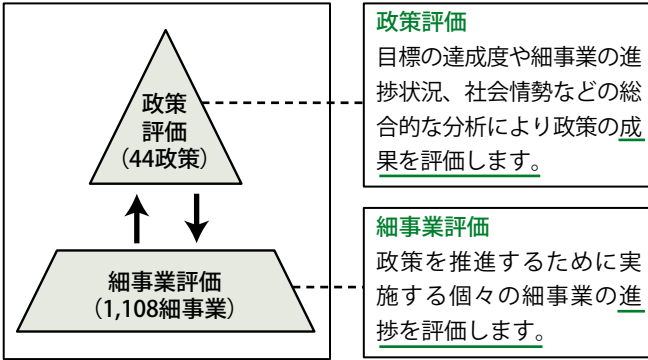 政策
評価
（44政策）
細事業評価
（1,108細事業）
政策評価
目標の達成度や細事業の進
捗状況、社会情勢などの総
合的な分析により政策の成
果を評価します。
細事業評価
政策を推進するために実
施する個々の細事業の進
捗を評価します。